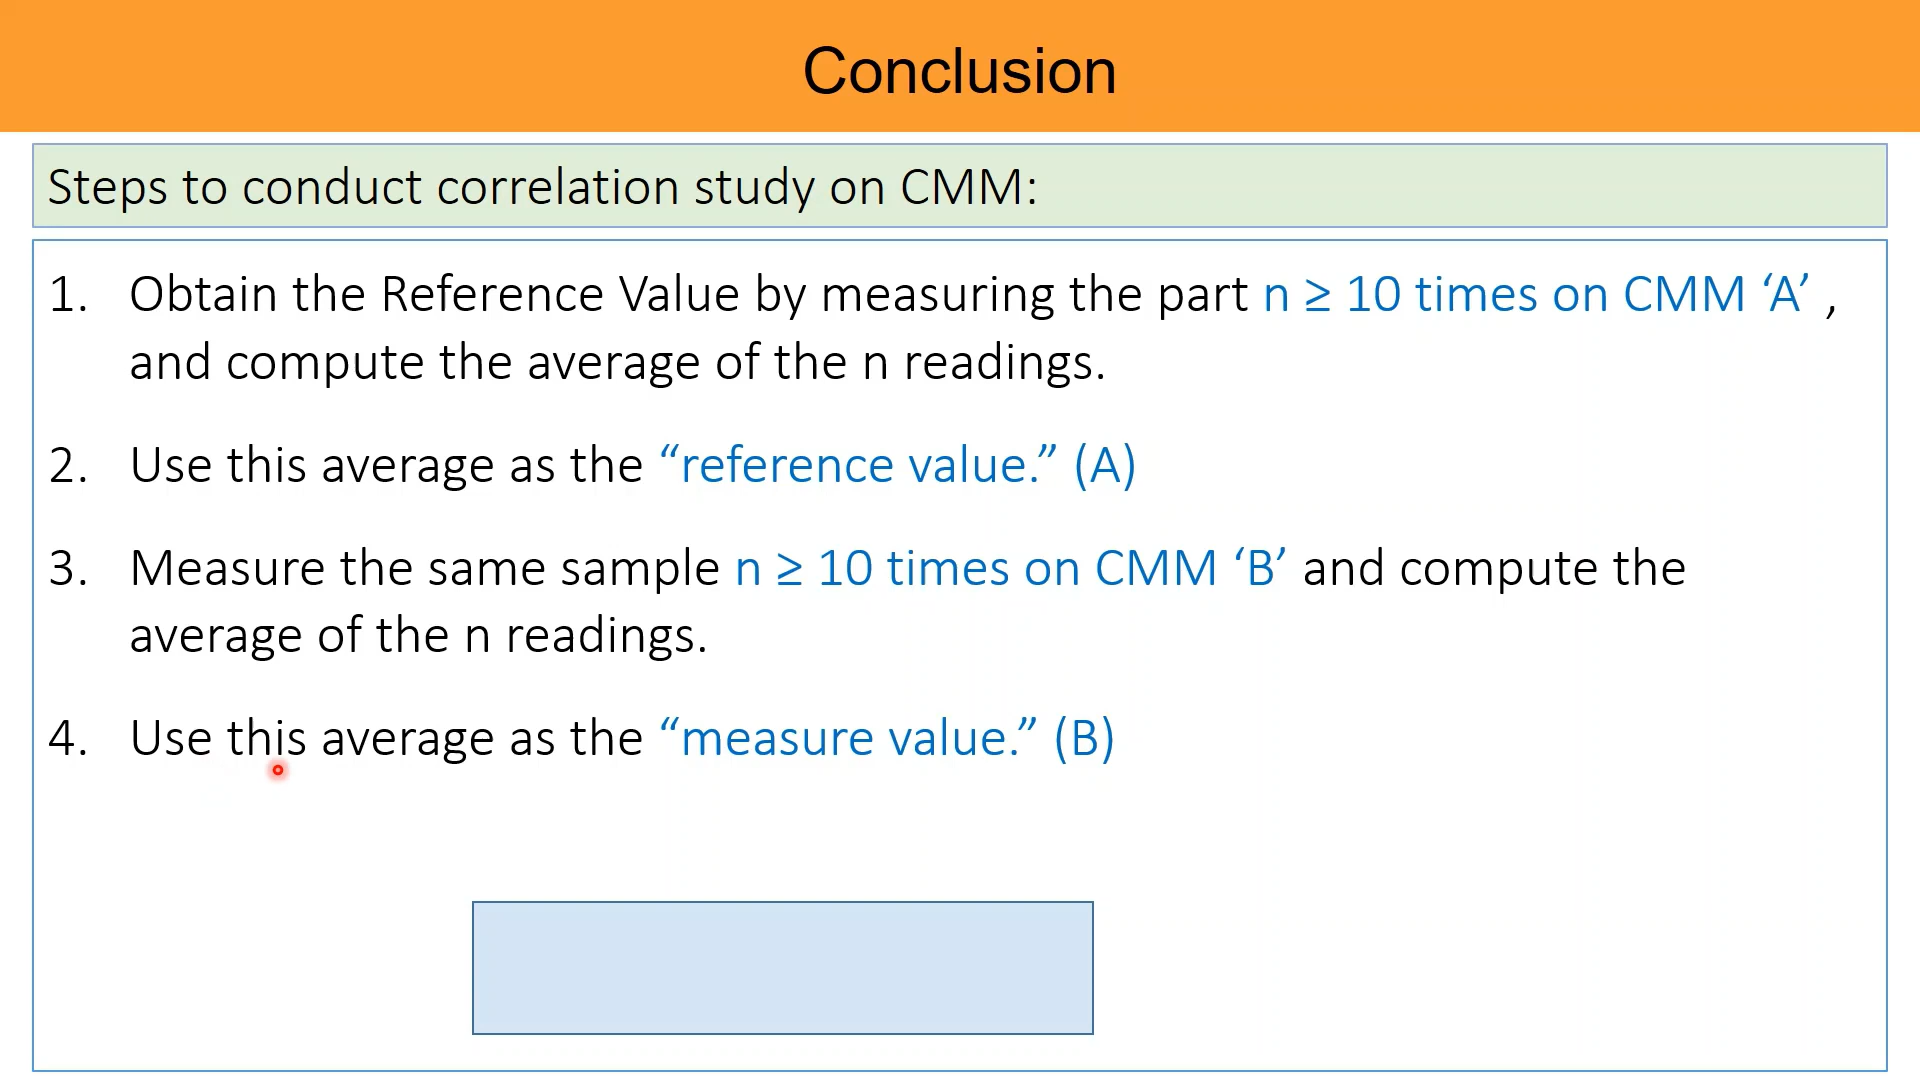 Conclusion
Steps to conduct correlation study on CMM:
1. Obtain the Reference Value by measuring the part n ≥ 10 times on CMM ‘A’ ,
and compute the average of the n readings.
2. Use this average as the “reference value.” (A)
3. Measure the same sample n ≥ 10 times on CMM ‘B’ and compute the
average of the n readings.
4. Use this average as the “measure value.” (B)